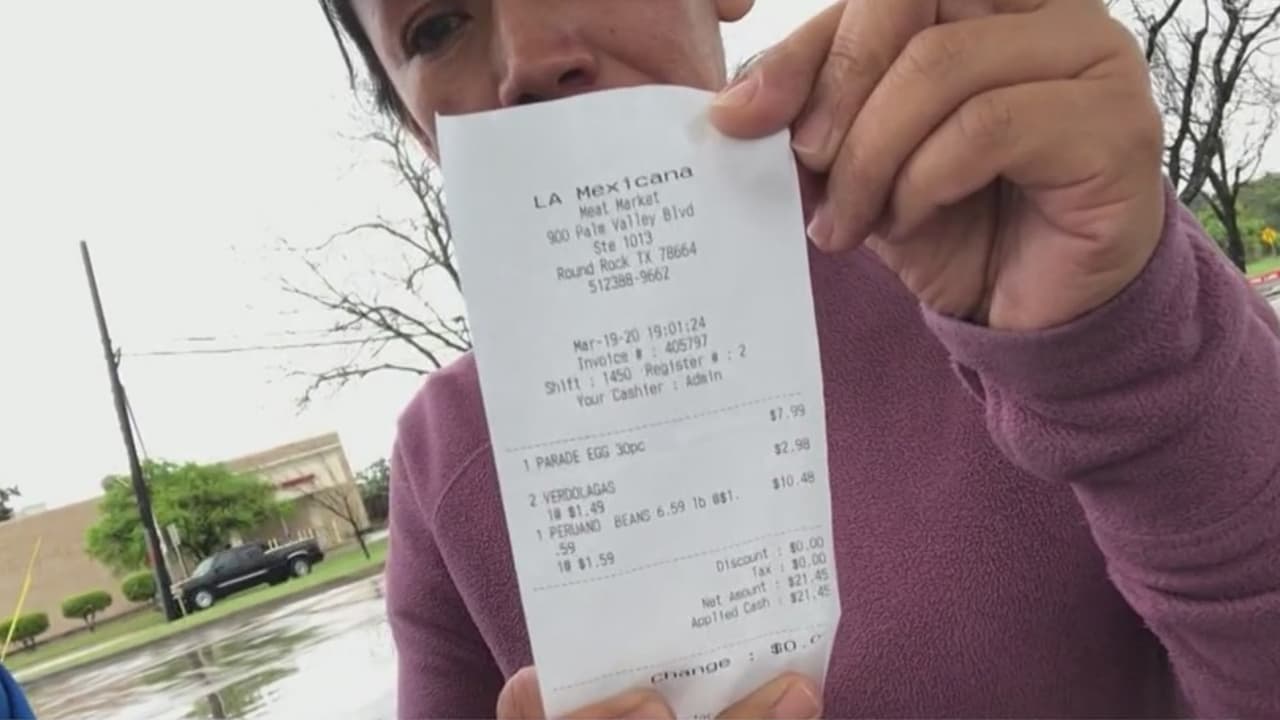 LA Mexicana
Meat Market
900 Palm Valley Blvd
Ste 1013
Round Rock TX 78664
512388-9662
Mar-19-20 19:01:24
Invoice # : 405797
Shift : 1450 Register # : 2
Your Cashier : Admin
$7.99
1 PARADE EGG 30pc
$2.98
2 VERDOLAGAS
1@ $1.49
$10.48
1 PERUANO BEANS 6.59 lb @$1.
.59
1@ $1.59
Discount : $0.00
Tax : $0.00
Net Amount : $21.45
Applied Cash : $21.45
Change : $0.